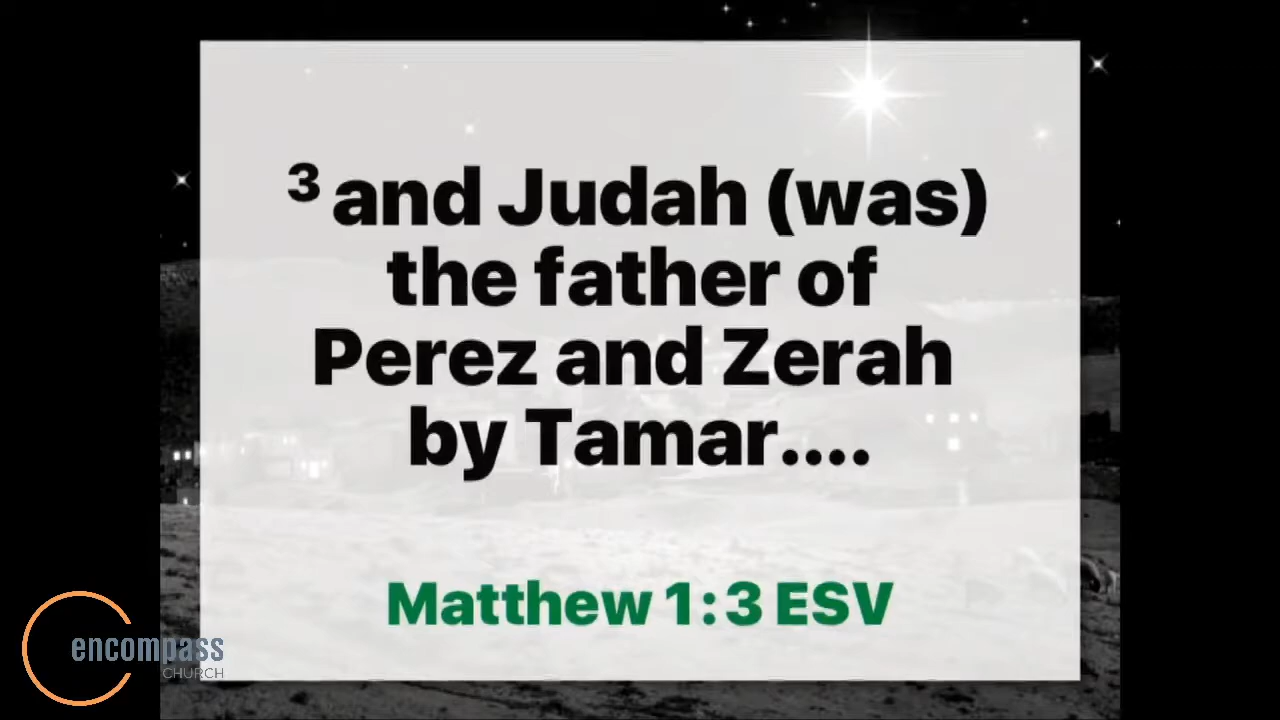 ³ and Judah (was)
the father of
Perez and Zerah
by Tamar....
Matthew 1:3 ESV
encompass
CHURCH